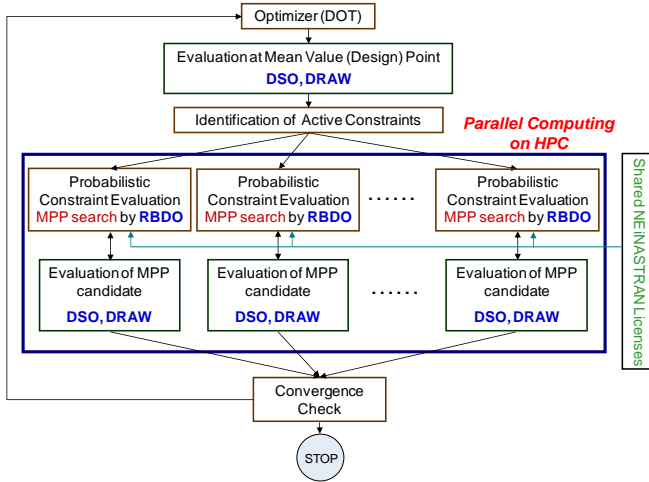 Optimizer (DOT)
Evaluation at Mean Value (Design) Point
DSO, DRAW
Identification of Active Constraints
Parallel Computing
on HPC
Probabilistic
Constraint Evaluation
MPP search by RBDO
Probabilistic
Constraint Evaluation
MPP search by RBDO
......
Probabilistic
Constraint Evaluation
MPP search by RBDO
Shared NEiNASTRAN Licenses
Evaluation of MPP
candidate
DSO, DRAW
Evaluation of MPP
candidate
DSO, DRAW
......
Evaluation of MPP
candidate
DSO, DRAW
Convergence
Check
STOP